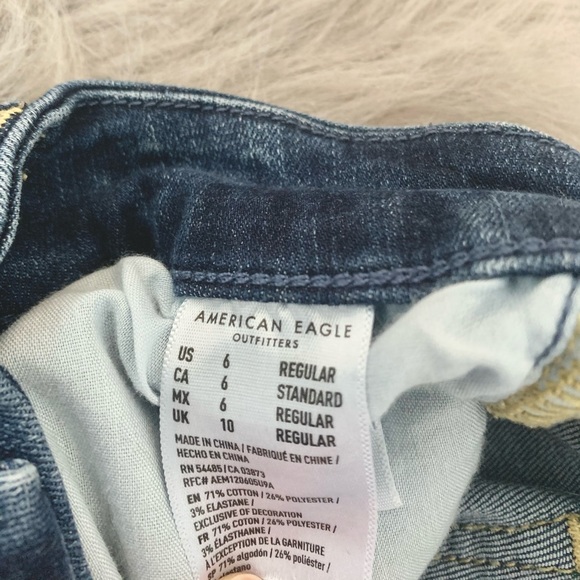 AMERICAN EAGLE
OUTFITTERS
US 6 REGULAR
CA 6 STANDARD
MX 6 REGULAR
UK 10 REGULAR
MADE IN CHINA / FABRIQUÉ EN CHINE /
HECHO EN CHINA
RN 54485 / CA 03873
RFC# AEM120605U9A
EN 71% COTTON / 26% POLYESTER /
3% ELASTANE /
EXCLUSIVE OF DECORATION
FR 71% COTON / 26% POLYESTER /
3% ÉLASTHANNE /
À L'EXCEPTION DE LA GARNITURE
71% algodón / 26% poliéster /